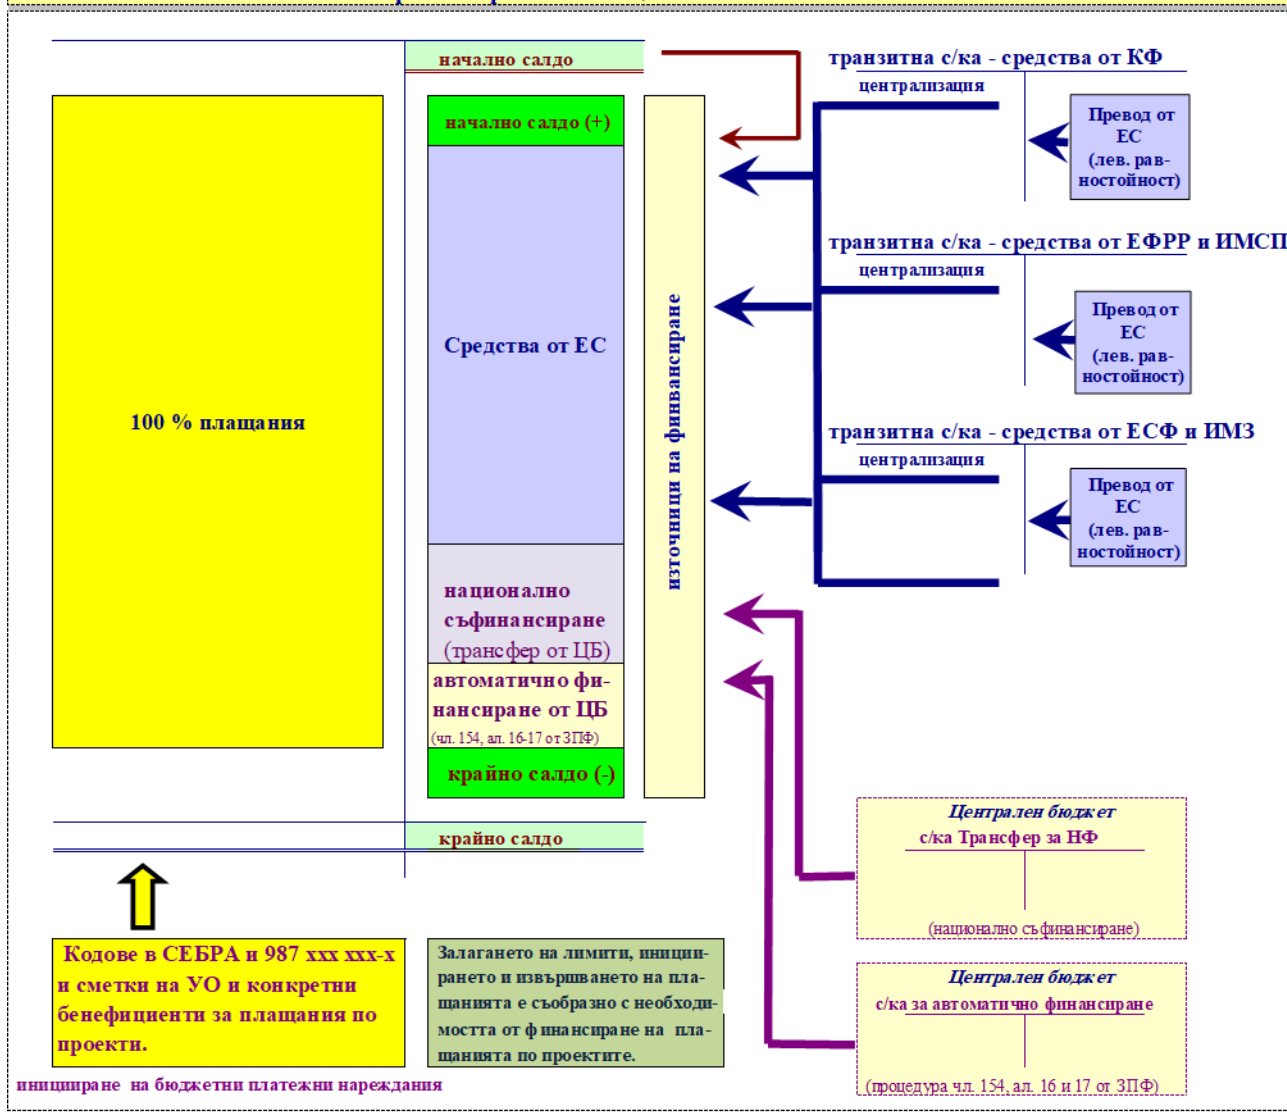 начално салдо
начално салдо (+)
Средства от ЕС
100 % плащания
национално
съфинансиране
(трансфер от ЦБ)
автоматично фи-
нансиране от ЦБ
(чл. 154, ал. 16-17 от ЗПФ)
крайно салдо (-)
крайно салдо
източници на финвансиране
транзитна с/ка - средства от КФ
централизация
Превод от
ЕС
(лев. рав-
ностойност)
транзитна с/ка - средства от ЕФРР и ИМСП
централизация
Превод от
ЕС
(лев. рав-
ностойност)
транзитна с/ка - средства от ЕСФ и ИМЗ
централизация
Превод от
ЕС
(лев. рав-
ностойност)
Централен бюджет
с/ка Трансфер за НФ
(национално съфинансиране)
Централен бюджет
с/ка за автоматично финансиране
(процедура чл. 154, ал. 16 и 17 от ЗПФ)
Кодове в СЕБРА и 987 xxx xxx-x
и сметки на УО и конкретни
бенефициенти за плащания по
проекти.
Залагането на лимити, иниции-
рането и извършването на пла-
щанията е съобразно с необходи-
мостта от финансиране на пла-
щанията по проектите.
иницииране на бюджетни платежни нареждания